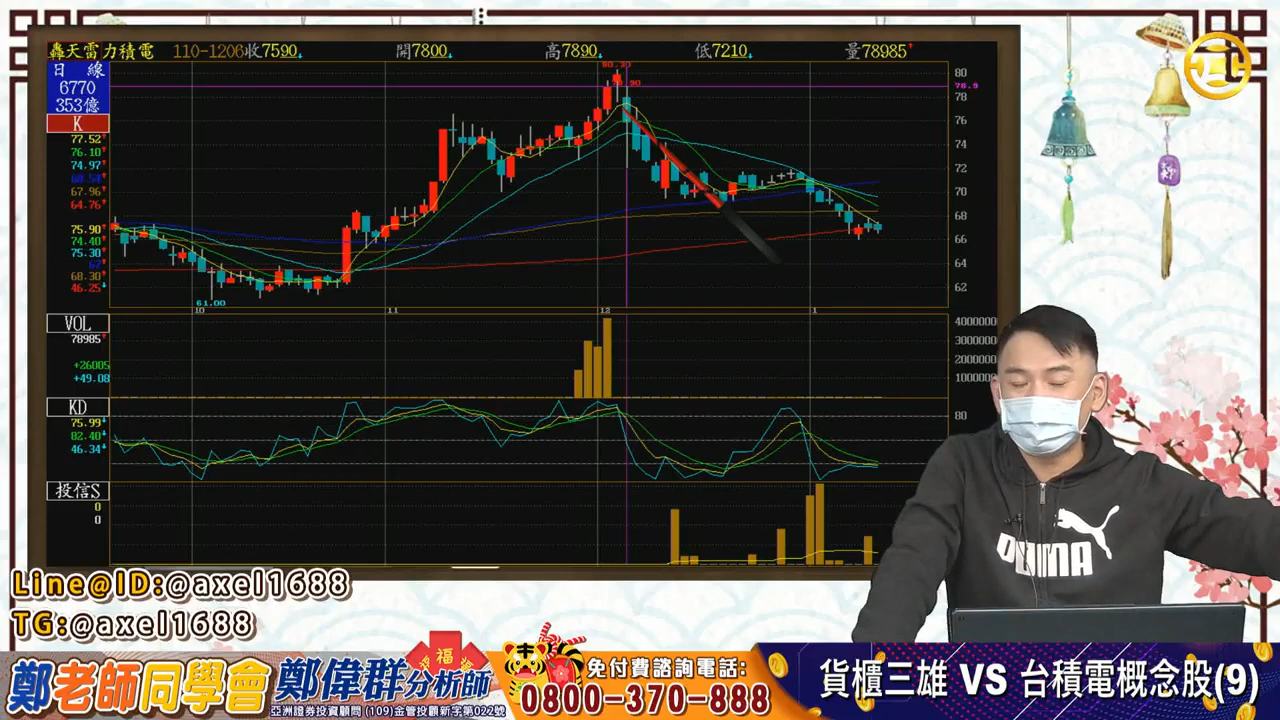 轟天雷力積電 110-1206收7590↓ 開7800↓ 高7890↓ 低7210↓ 量78985↑
日 線
6770
353億
K
77.52↑
76.10↑
74.97↑
67.96↑
64.76↑
75.90↓
74.40↓
75.30↓
68.30↑
46.25↓
80
78
78.9
76
74
72
70
68
66
64
62
61.00
10
11
12
1
VOL
78985↑
+26005
+49.08
4000000
3000000
2000000
1000000
KD
75.99↓
82.40↓
46.34↓
80
投信S
0
0
PUMA
Line@ID:@axel1688
TG:@axel1688
鄭老師同學會 鄭偉群分析師
福
亞洲證券投資顧問 (109)金管投顧新字第022號
免付費諮詢電話:
0800-370-888
貨櫃三雄 VS 台積電概念股(9)